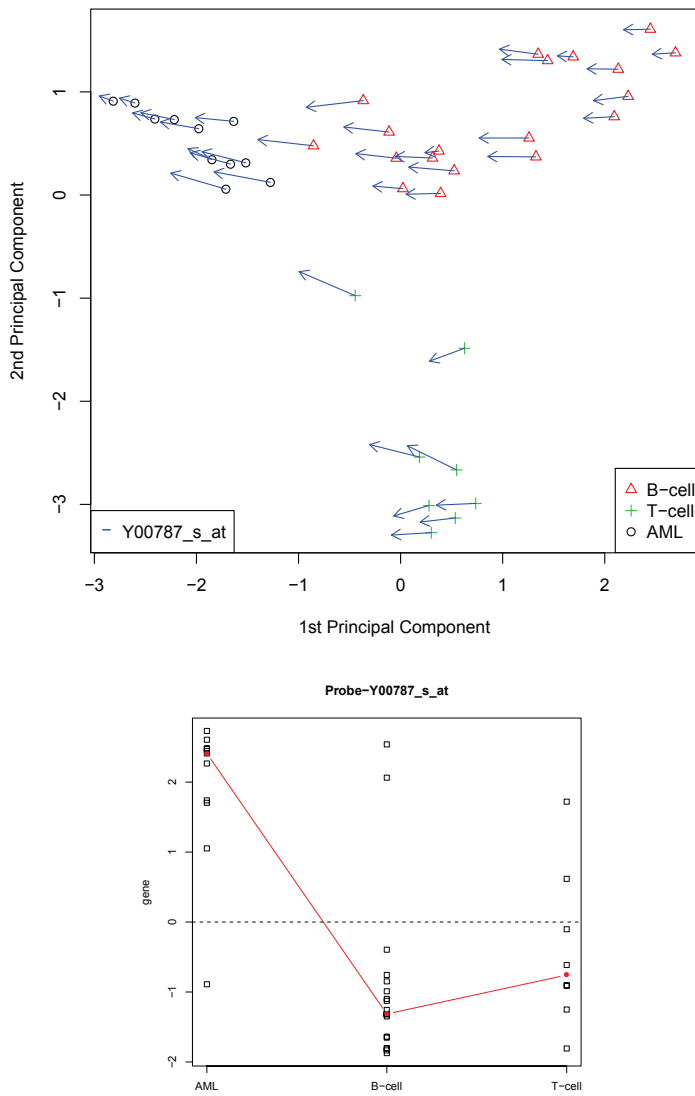 1
0
−1
−2
−3
2nd Principal Component
Y00787_s_at
B−cell
T−cell
AML
−3 −2 −1 0 1 2
1st Principal Component
Probe−Y00787_s_at
2
1
0
−1
−2
gene
AML B−cell T−cell